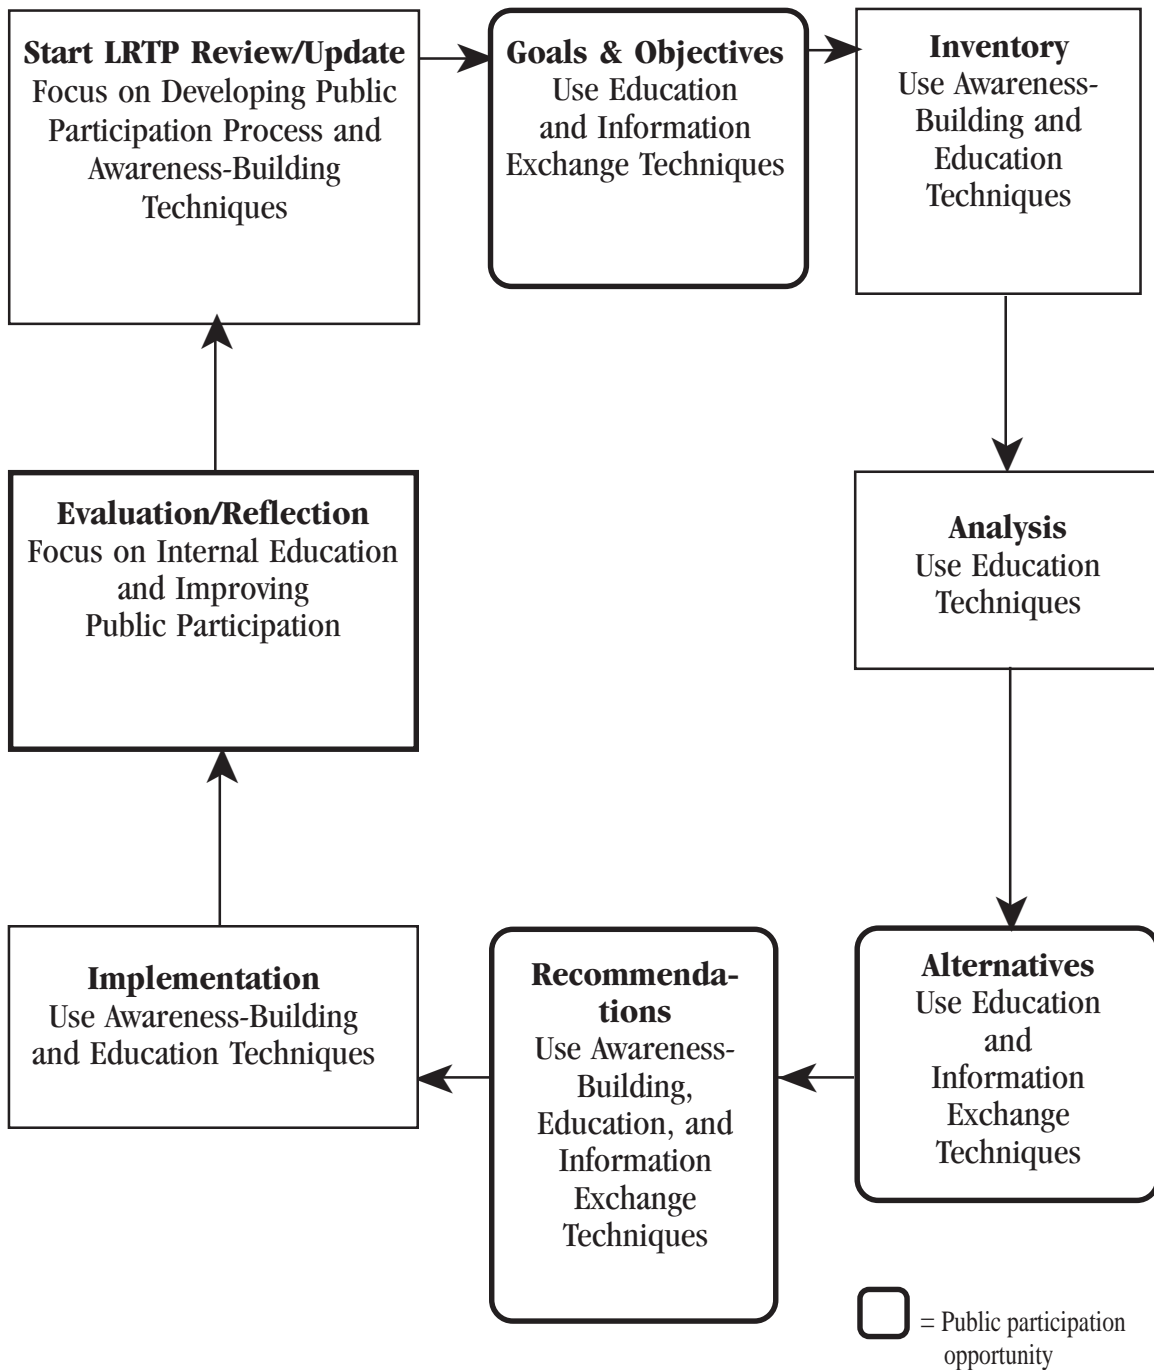 Start LRTP Review/Update
Focus on Developing Public
Participation Process and
Awareness-Building
Techniques
Goals & Objectives
Use Education
and Information
Exchange Techniques
Inventory
Use Awareness-
Building and
Education
Techniques
Evaluation/Reflection
Focus on Internal Education
and Improving
Public Participation
Analysis
Use Education
Techniques
Implementation
Use Awareness-Building
and Education Techniques
Recommenda-
tions
Use Awareness-
Building,
Education, and
Information
Exchange
Techniques
Alternatives
Use Education
and
Information
Exchange
Techniques
= Public participation
opportunity